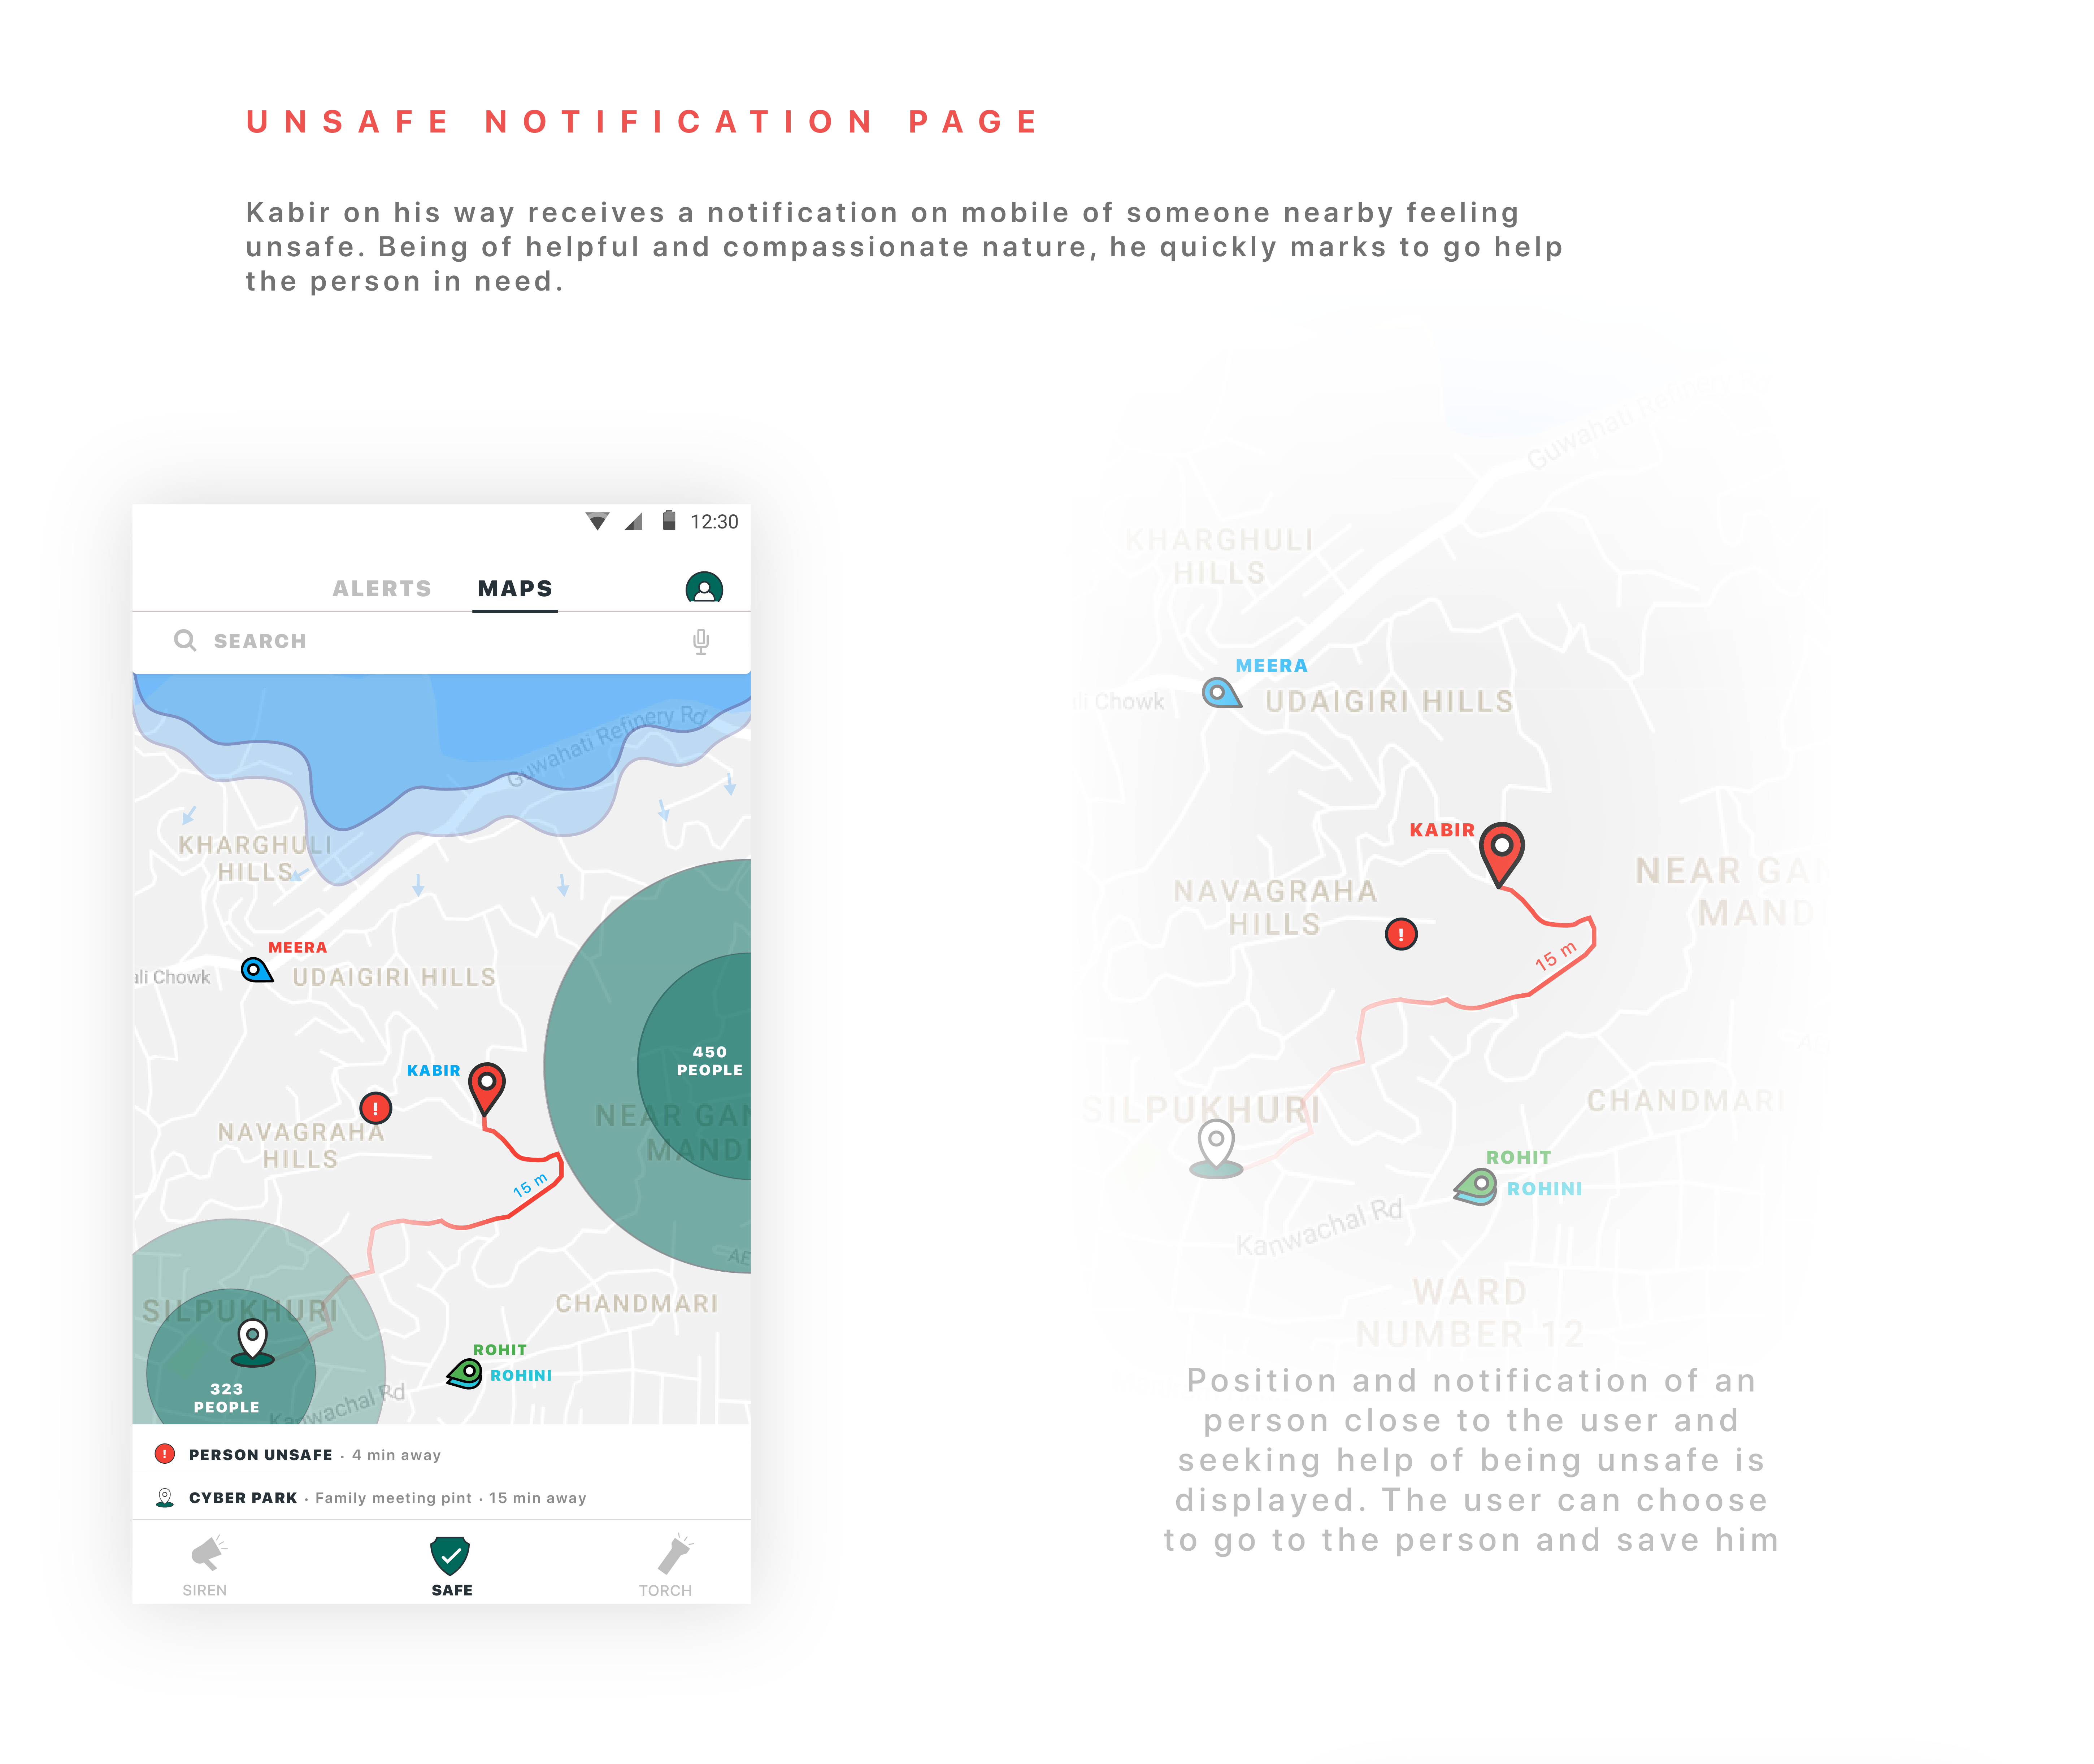 UNSAFE NOTIFICATION PAGE
Kabir on his way receives a notification on mobile of someone nearby feeling
unsafe. Being of helpful and compassionate nature, he quickly marks to go help
the person in need.
12:30
ALERTS MAPS
SEARCH
Guwahati Refinery Rd
KHARGHULI
HILLS
MEERA
ali Chowk
UDAIGIRI HILLS
450
PEOPLE
KABIR
NEAR GAN
MANDI
NAVAGRAHA
HILLS
15 m
AE
SILPUKHURI
CHANDMARI
ROHIT
ROHINI
323
PEOPLE
Kanwachal Rd
PERSON UNSAFE · 4 min away
CYBER PARK · Family meeting pint · 15 min away
SIREN
SAFE
TORCH
Guwahati Refinery
KHARGHULI
HILLS
MEERA
li Chowk
UDAIGIRI HILLS
KABIR
NEAR GAN
MAND
NAVAGRAHA
HILLS
15 m
SILPUKHURI
CHANDMARI
ROHIT
ROHINI
Kanwachal Rd
WARD
NUMBER 12
Position and notification of an
person close to the user and
seeking help of being unsafe is
displayed. The user can choose
to go to the person and save him